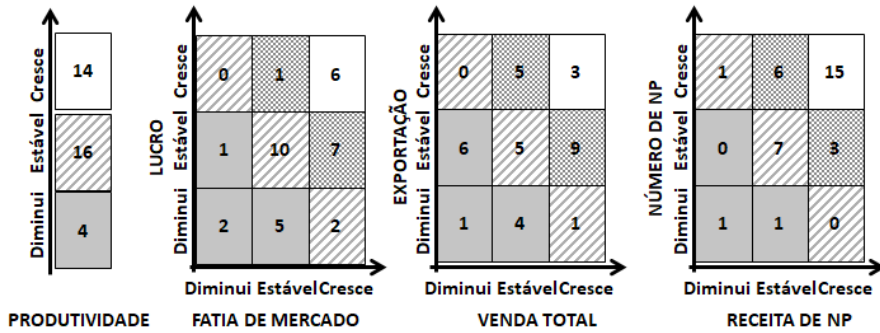 PRODUTIVIDADE
Cresce
Estável
Diminui
14
16
4
LUCRO
Cresce
Estável
Diminui
0 1 6
1 10 7
2 5 2
Diminui Estável Cresce
FATIA DE MERCADO
EXPORTAÇÃO
Cresce
Estável
Diminui
0 5 3
6 5 9
1 4 1
Diminui Estável Cresce
VENDA TOTAL
NÚMERO DE NP
Cresce
Estável
Diminui
1 6 15
0 7 3
1 1 0
Diminui Estável Cresce
RECEITA DE NP